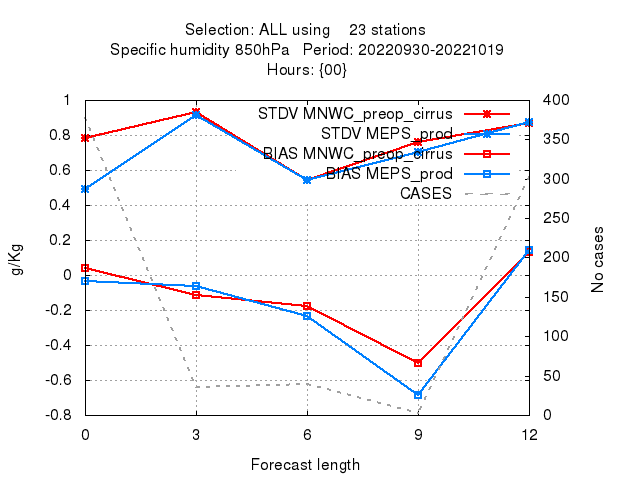 Selection: ALL using    23 stations
Specific humidity 850hPa   Period: 20220930-20221019
Hours: {00}
STDV MNWC_preop_cirrus
STDV MEPS_prod
BIAS MNWC_preop_cirrus
BIAS MEPS_prod
CASES
1
0.8
0.6
0.4
0.2
0
-0.2
-0.4
-0.6
-0.8
g/Kg
400
350
300
250
200
150
100
50
0
No cases
0 3 6 9 12
Forecast length